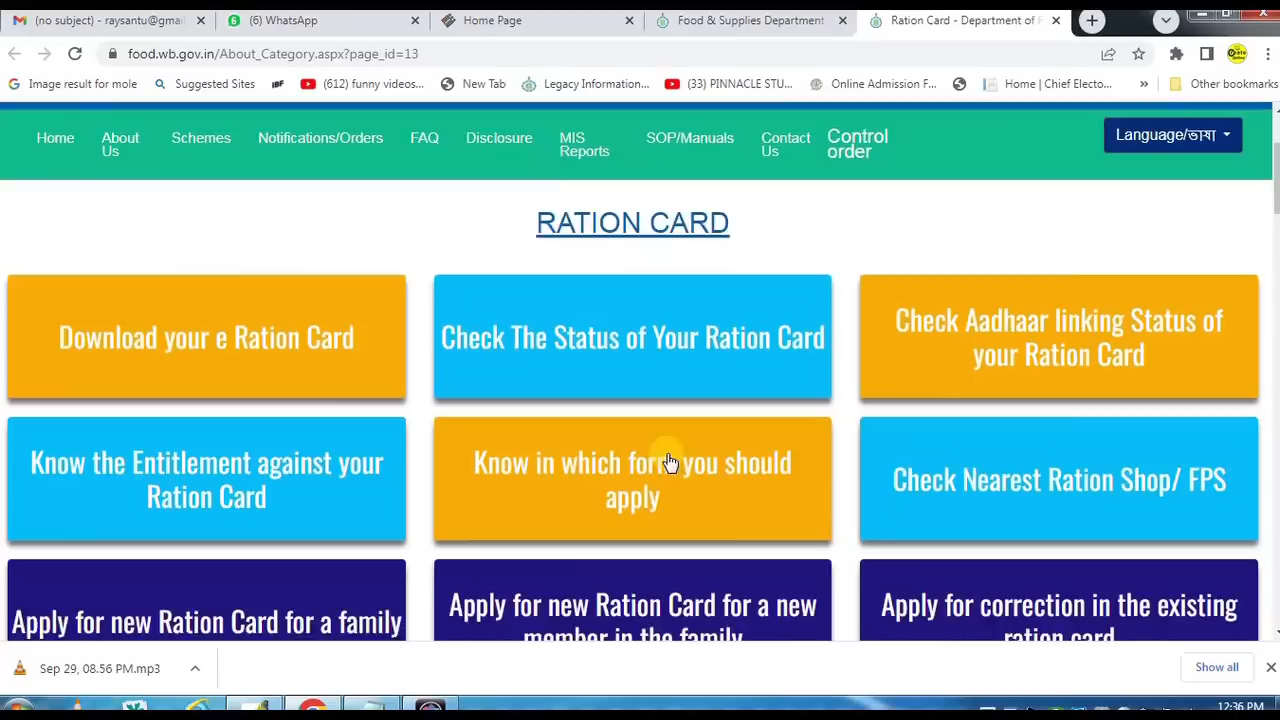 (no subject) - raysantu@gmai
(6) WhatsApp
Home Page
Food & Supplies Department
Ration Card - Department of F
food.wb.gov.in/About_Category.aspx?page_id=13
Image result for mole
Suggested Sites
(612) funny videos...
New Tab
Legacy Information...
(33) PINNACLE STU...
Online Admission F...
Home | Chief Electo...
Other bookmarks
Home
About Us
Schemes
Notifications/Orders
FAQ
Disclosure
MIS Reports
SOP/Manuals
Contact Us
Control order
Language/ভাষা
RATION CARD
Download your e Ration Card
Check The Status of Your Ration Card
Check Aadhaar linking Status of
your Ration Card
Know the Entitlement against your
Ration Card
Know in which form you should
apply
Check Nearest Ration Shop/ FPS
Apply for new Ration Card for a family
Apply for new Ration Card for a new
member in the family
Apply for correction in the existing
ration card
Sep 29, 08.56 PM.mp3
Show all
12:36 PM